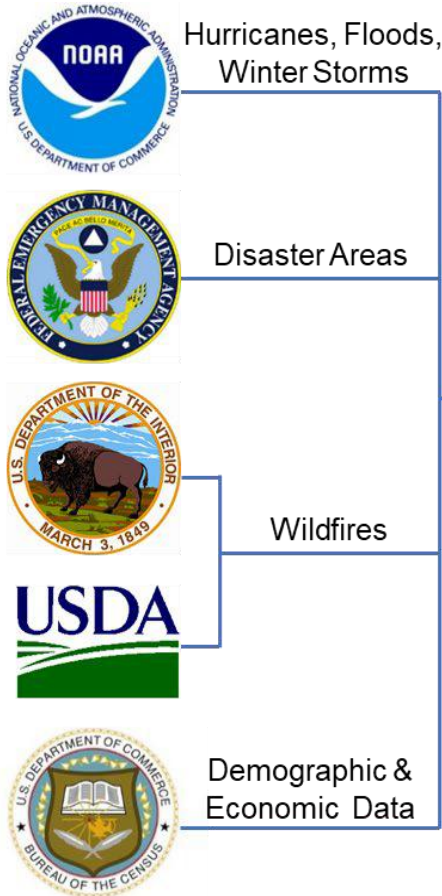 NATIONAL OCEANIC AND ATMOSPHERIC ADMINISTRATION
NOAA
U.S. DEPARTMENT OF COMMERCE
Hurricanes, Floods,
Winter Storms
FEDERAL EMERGENCY MANAGEMENT AGENCY
PACE AC BELLO MERITA
Disaster Areas
U.S. DEPARTMENT OF THE INTERIOR
MARCH 3, 1849
Wildfires
USDA
U.S. DEPARTMENT OF COMMERCE
BUREAU OF THE CENSUS
Demographic &
Economic Data